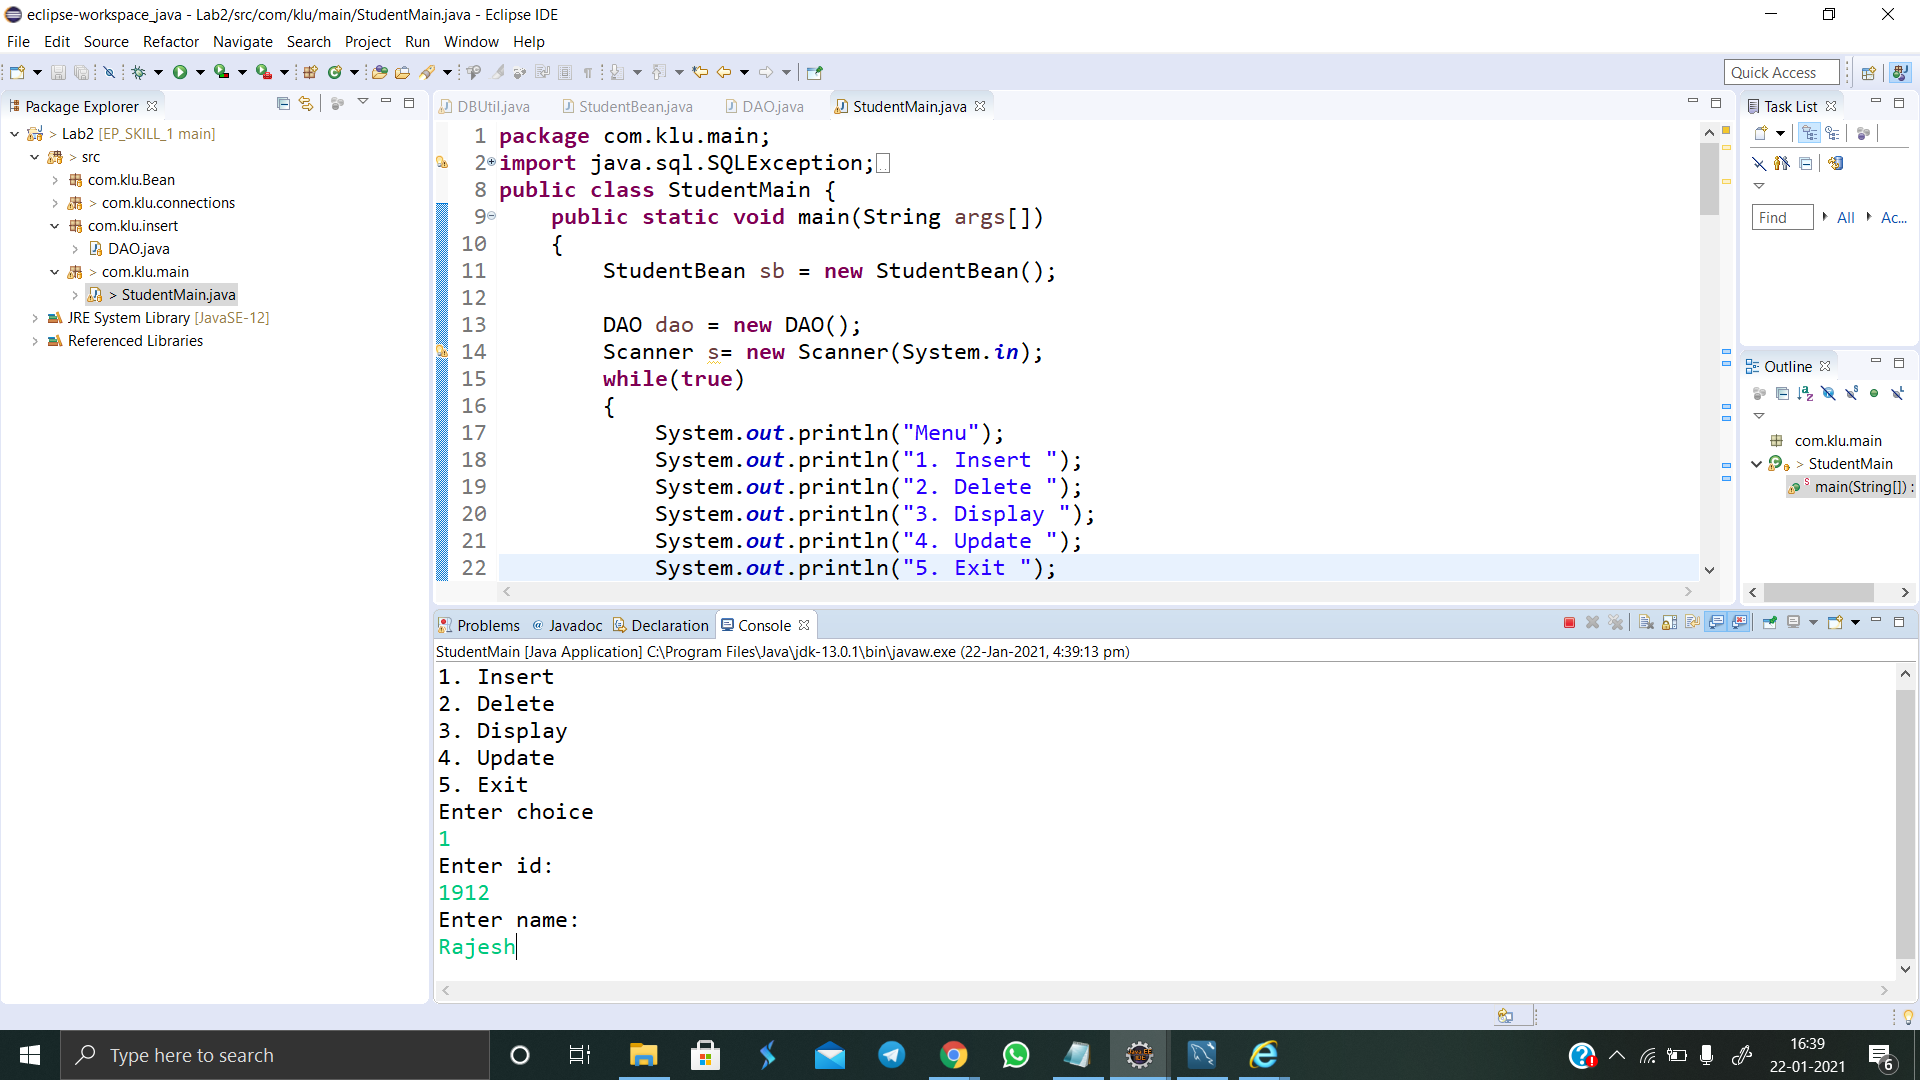 eclipse-workspace_java - Lab2/src/com/klu/main/StudentMain.java - Eclipse IDE
File Edit Source Refactor Navigate Search Project Run Window Help
Quick Access
Package Explorer
> Lab2 [EP_SKILL_1 main]
> src
com.klu.Bean
> com.klu.connections
com.klu.insert
DAO.java
> com.klu.main
> StudentMain.java
JRE System Library [JavaSE-12]
Referenced Libraries
DBUtil.java StudentBean.java DAO.java StudentMain.java
1 package com.klu.main;
2 import java.sql.SQLException;
8 public class StudentMain {
9 public static void main(String args[])
10 {
11 StudentBean sb = new StudentBean();
12
13 DAO dao = new DAO();
14 Scanner s= new Scanner(System.in);
15 while(true)
16 {
17 System.out.println("Menu");
18 System.out.println("1. Insert ");
19 System.out.println("2. Delete ");
20 System.out.println("3. Display ");
21 System.out.println("4. Update ");
22 System.out.println("5. Exit ");
Task List
Find All Ac...
Outline
com.klu.main
> StudentMain
main(String[]) :
Problems @ Javadoc Declaration Console
StudentMain [Java Application] C:\Program Files\Java\jdk-13.0.1\bin\javaw.exe (22-Jan-2021, 4:39:13 pm)
1. Insert
2. Delete
3. Display
4. Update
5. Exit
Enter choice
1
Enter id:
1912
Enter name:
Rajesh
Type here to search
16:39
22-01-2021
6